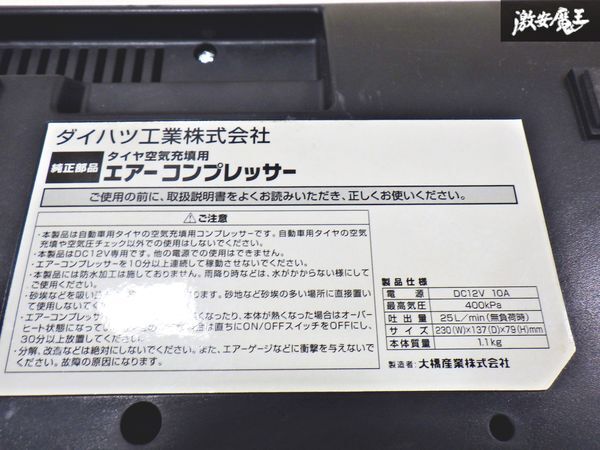 激安魔王
ダイハツ工業株式会社
純正部品
タイヤ空気充填用
エアーコンプレッサー
ご使用の前に、取扱説明書をよくお読みいただき、正しくお使いください。
⚠ご注意
・本製品は自動車用タイヤの空気充填用コンプレッサーです。自動車用タイヤの空気
充填や空気圧チェック以外での使用はしないでください。
・本製品はDC12V専用です。他の電源での使用はできません。
・エアーコンプレッサーを10分以上連続して稼動させないでください。
・本製品には防水加工は施しておりません。雨降り時などは、水がかからない様にして
ご使用ください。
・砂埃などを吸い 砂地など砂埃の多い場所に直接置い
て使用しないで
・エアーコンプレッサー なくなったり、本体が熱くなった場合はオーバー
ヒート状態になってい 合は直ちにON/OFFスイッチをOFFにし、
30分以上放置してくだ
・分解、改造などは絶対にしないでください。また、エアーゲージなどに衝撃を与えないで
ください。故障の原因となります。
製品仕様
電源 DC12V 10A
最高気圧 400kPa
吐出量 25L/min(無負荷時)
サイズ 230(W)×137(D)×79(H)mm
本体質量 1.1kg
製造者：大橋産業株式会社